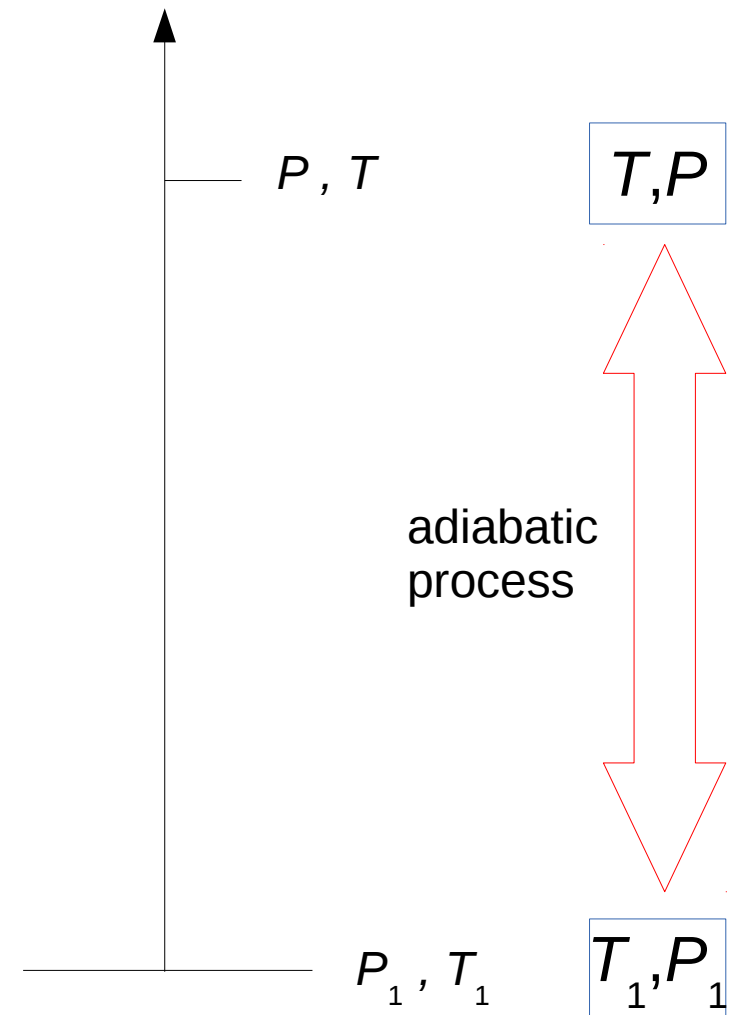 P , T
T,P
adiabatic
process
P₁ , T₁
T₁,P₁